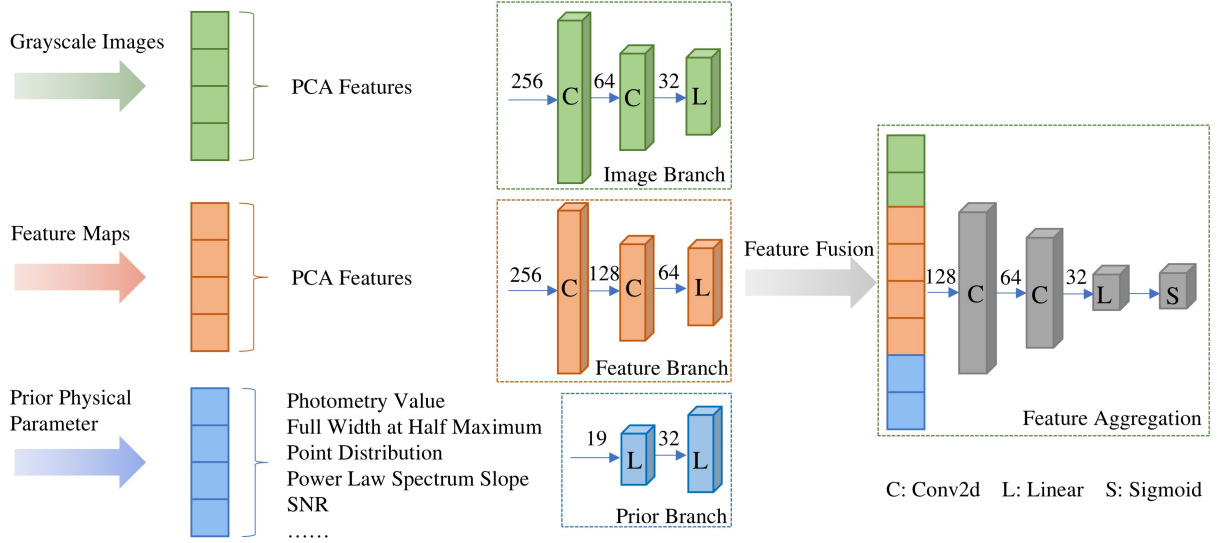 Grayscale Images
PCA Features
256
C
64
C
32
L
Image Branch
Feature Maps
PCA Features
256
C
128
C
64
L
Feature Branch
Prior Physical
Parameter
Photometry Value
Full Width at Half Maximum
Point Distribution
Power Law Spectrum Slope
SNR
……
19
L
32
L
Prior Branch
Feature Fusion
128
C
64
C
32
L
S
Feature Aggregation
C: Conv2d L: Linear S: Sigmoid